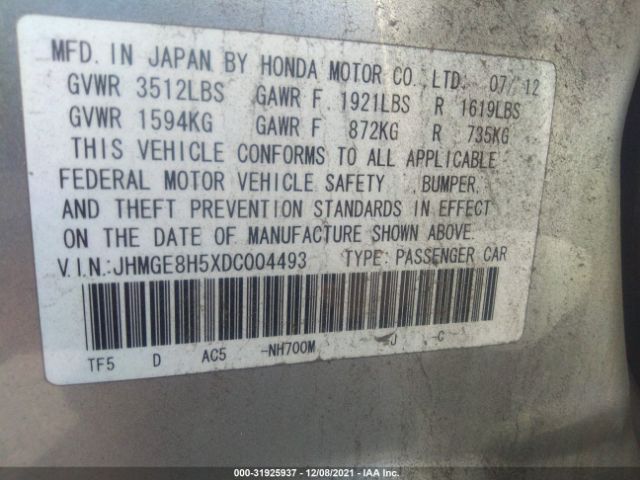 MFD. IN JAPAN BY HONDA MOTOR CO.,LTD. 07/12
GVWR 3512LBS GAWR F 1921LBS R 1619LBS
GVWR 1594KG GAWR F 872KG R 735KG
THIS VEHICLE CONFORMS TO ALL APPLICABLE
FEDERAL MOTOR VEHICLE SAFETY ,BUMPER,
AND THEFT PREVENTION STANDARDS IN EFFECT
ON THE DATE OF MANUFACTURE SHOWN ABOVE.
V.I.N.:JHMGE8H5XDC004493 TYPE: PASSENGER CAR
TF5 D AC5 -NH700M J -C
000-31925937 - 12/08/2021 - IAA Inc.